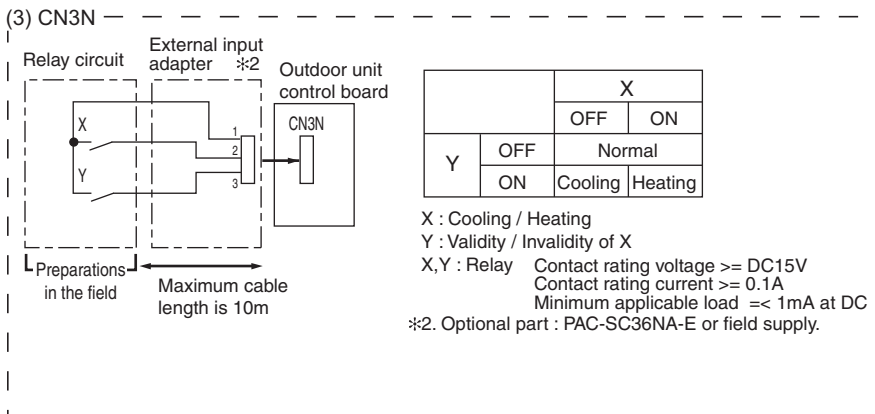 (3) CN3N
Relay circuit
External input
adapter ✻2
Outdoor unit
control board
X
Y
1
2
3
CN3N
Preparations
in the field
Maximum cable
length is 10m
X
OFF ON
Y OFF Normal
ON Cooling Heating
X : Cooling / Heating
Y : Validity / Invalidity of X
X,Y : Relay Contact rating voltage >= DC15V
Contact rating current >= 0.1A
Minimum applicable load =< 1mA at DC
✻2. Optional part : PAC-SC36NA-E or field supply.